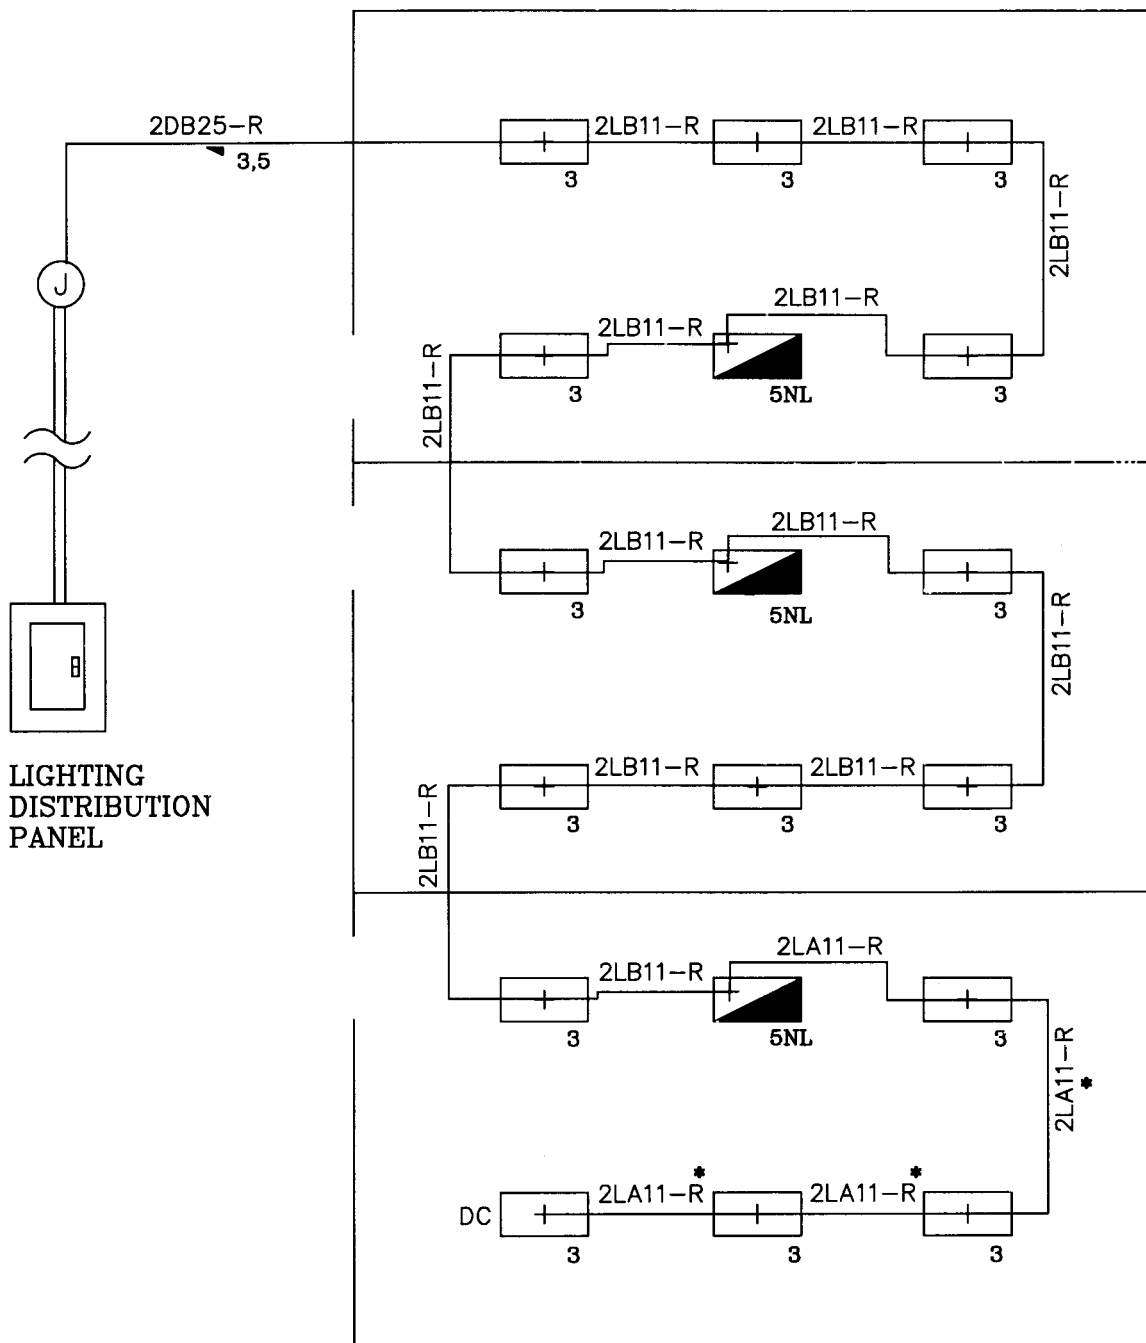 2DB25-R
3,5
2LB11-R
2LB11-R
3
3
3
2LB11-R
J
2LB11-R
2LB11-R
2LB11-R
3
5NL
3
2LB11-R
2LB11-R
3
5NL
3
2LB11-R
LIGHTING
DISTRIBUTION
PANEL
2LB11-R
2LB11-R
2LB11-R
3
3
3
2LA11-R
2LB11-R
3
5NL
3
2LA11-R
*
*
*
2LA11-R
2LA11-R
DC
3
3
3